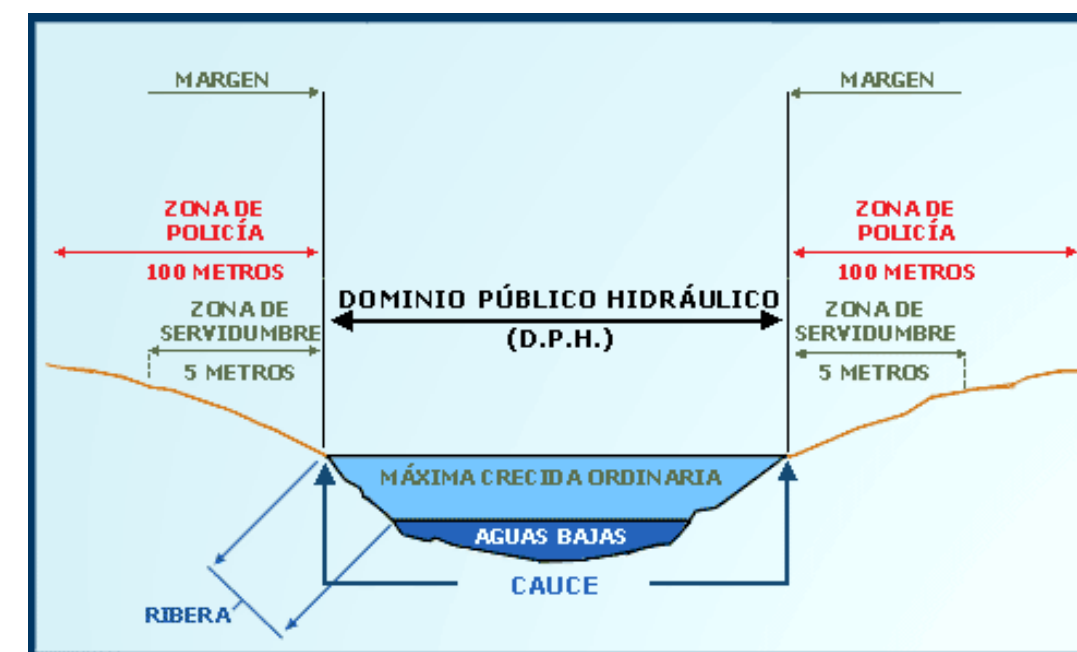 MARGEN
MARGEN
ZONA DE
POLICÍA
100 METROS
ZONA DE
POLICÍA
100 METROS
DOMINIO PÚBLICO HIDRÁULICO
(D.P.H.)
ZONA DE
SERVIDUMBRE
5 METROS
ZONA DE
SERVIDUMBRE
5 METROS
MÁXIMA CRECIDA ORDINARIA
AGUAS BAJAS
CAUCE
RIBERA